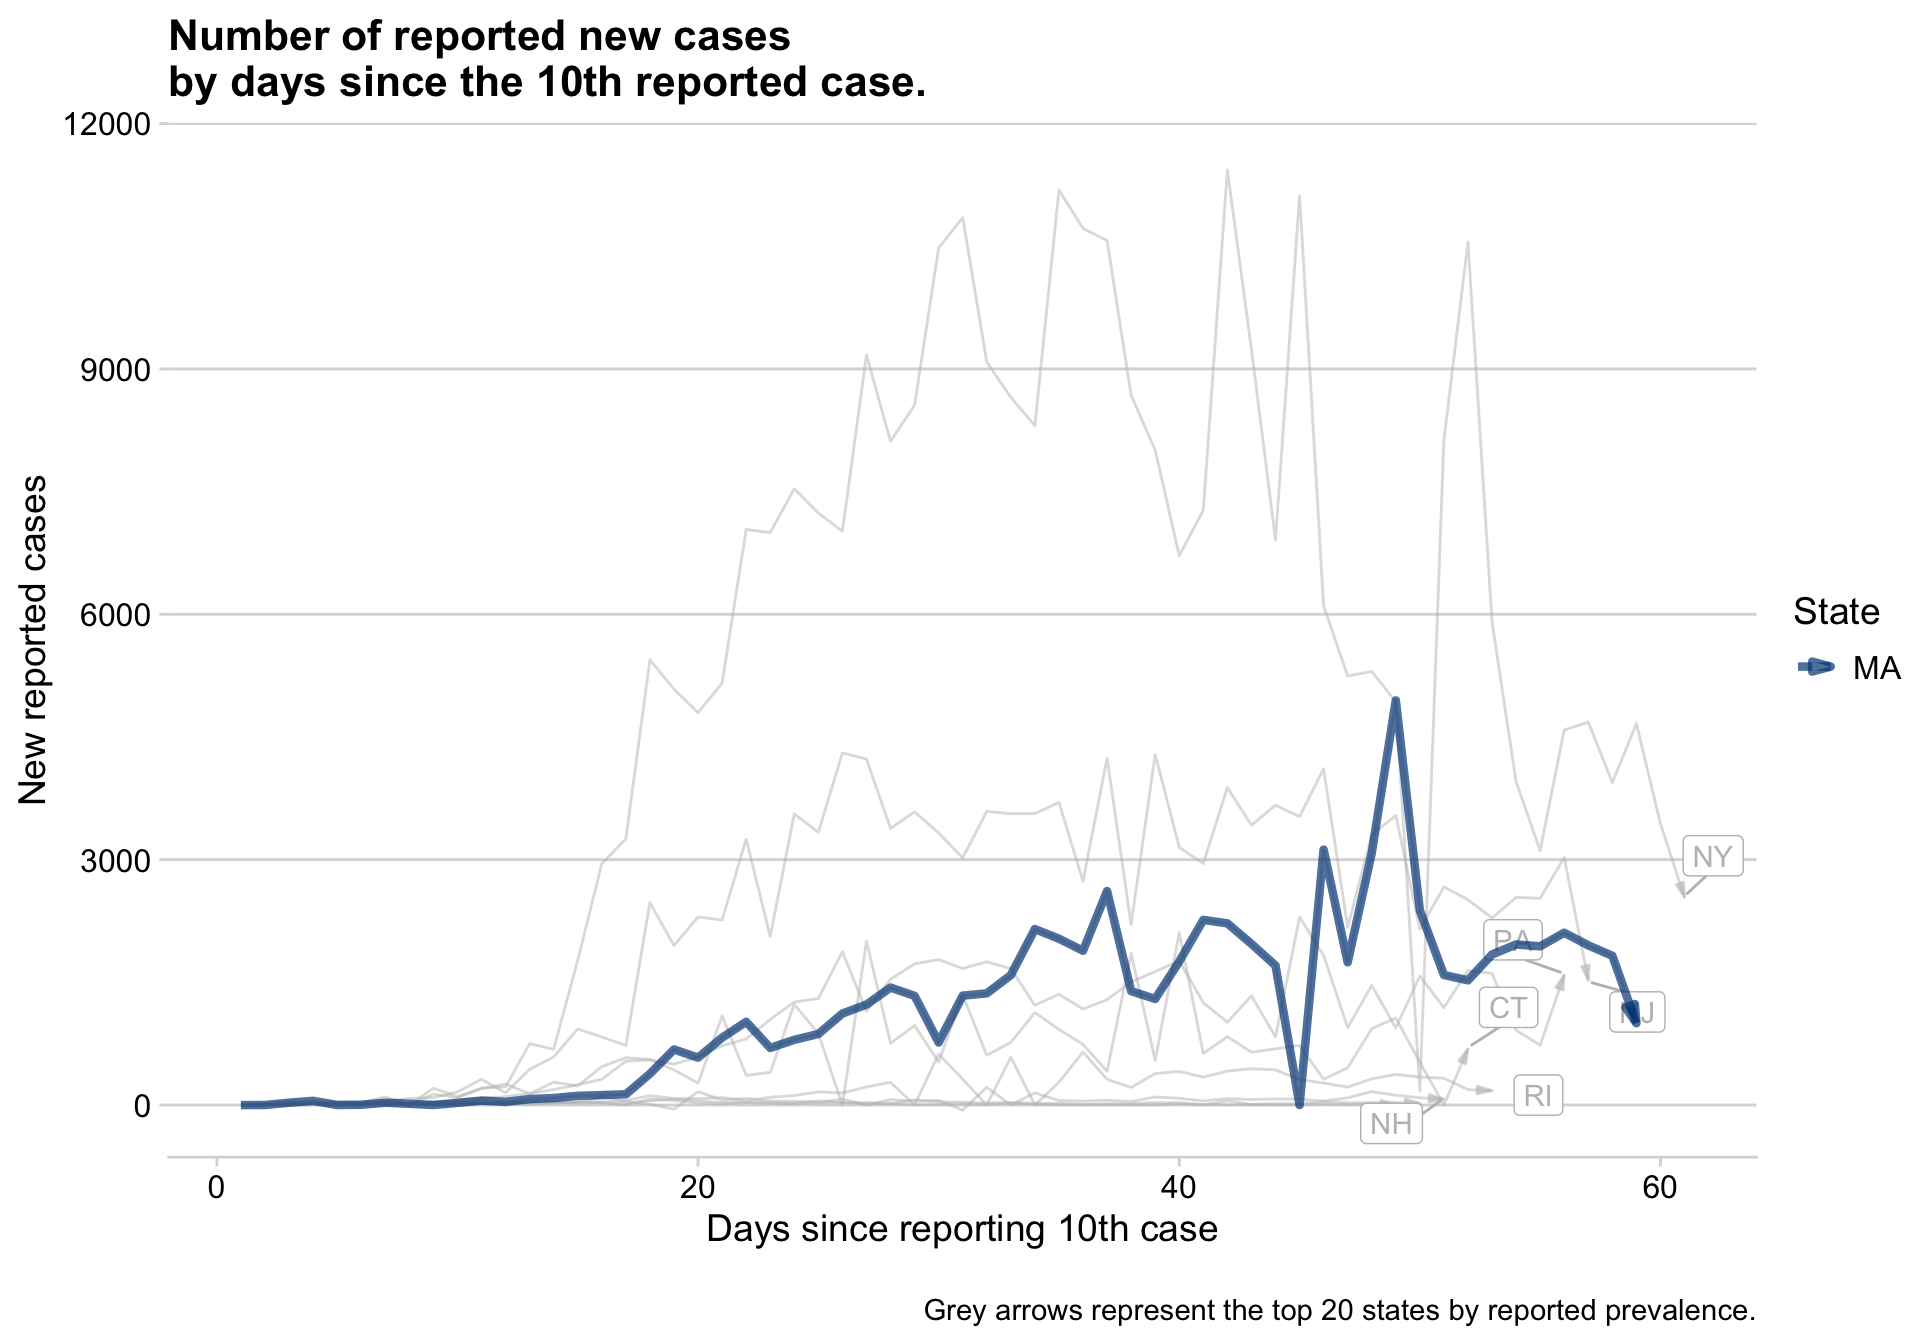 Number of reported new cases
by days since the 10th reported case.
12000
9000
6000
3000
0
New reported cases
NY
PA
CT
NJ
RI
NH
State
MA
0 20 40 60
Days since reporting 10th case
Grey arrows represent the top 20 states by reported prevalence.